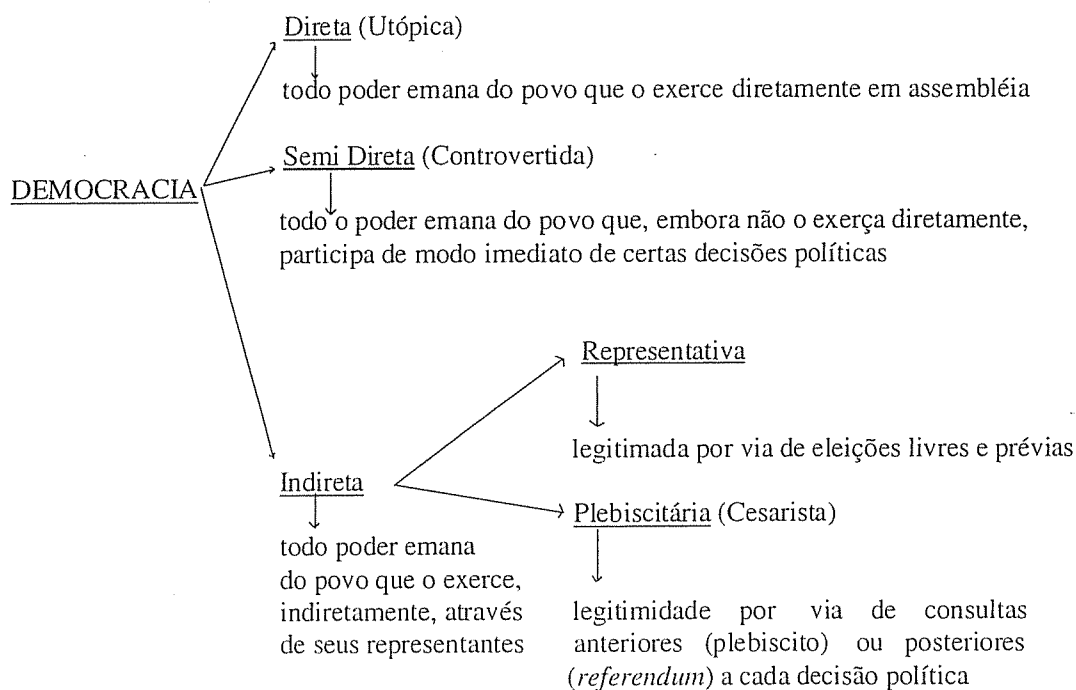 Direta (Utópica)
todo poder emana do povo que o exerce diretamente em assembléia
Semi Direta (Controvertida)
DEMOCRACIA
todo o poder emana do povo que, embora não o exerça diretamente,
participa de modo imediato de certas decisões políticas
Representativa
legitimada por via de eleições livres e prévias
Indireta
todo poder emana
do povo que o exerce,
indiretamente, através
de seus representantes
Plebiscitária (Cesarista)
legitimidade por via de consultas
anteriores (plebiscito) ou posteriores
(referendum) a cada decisão política